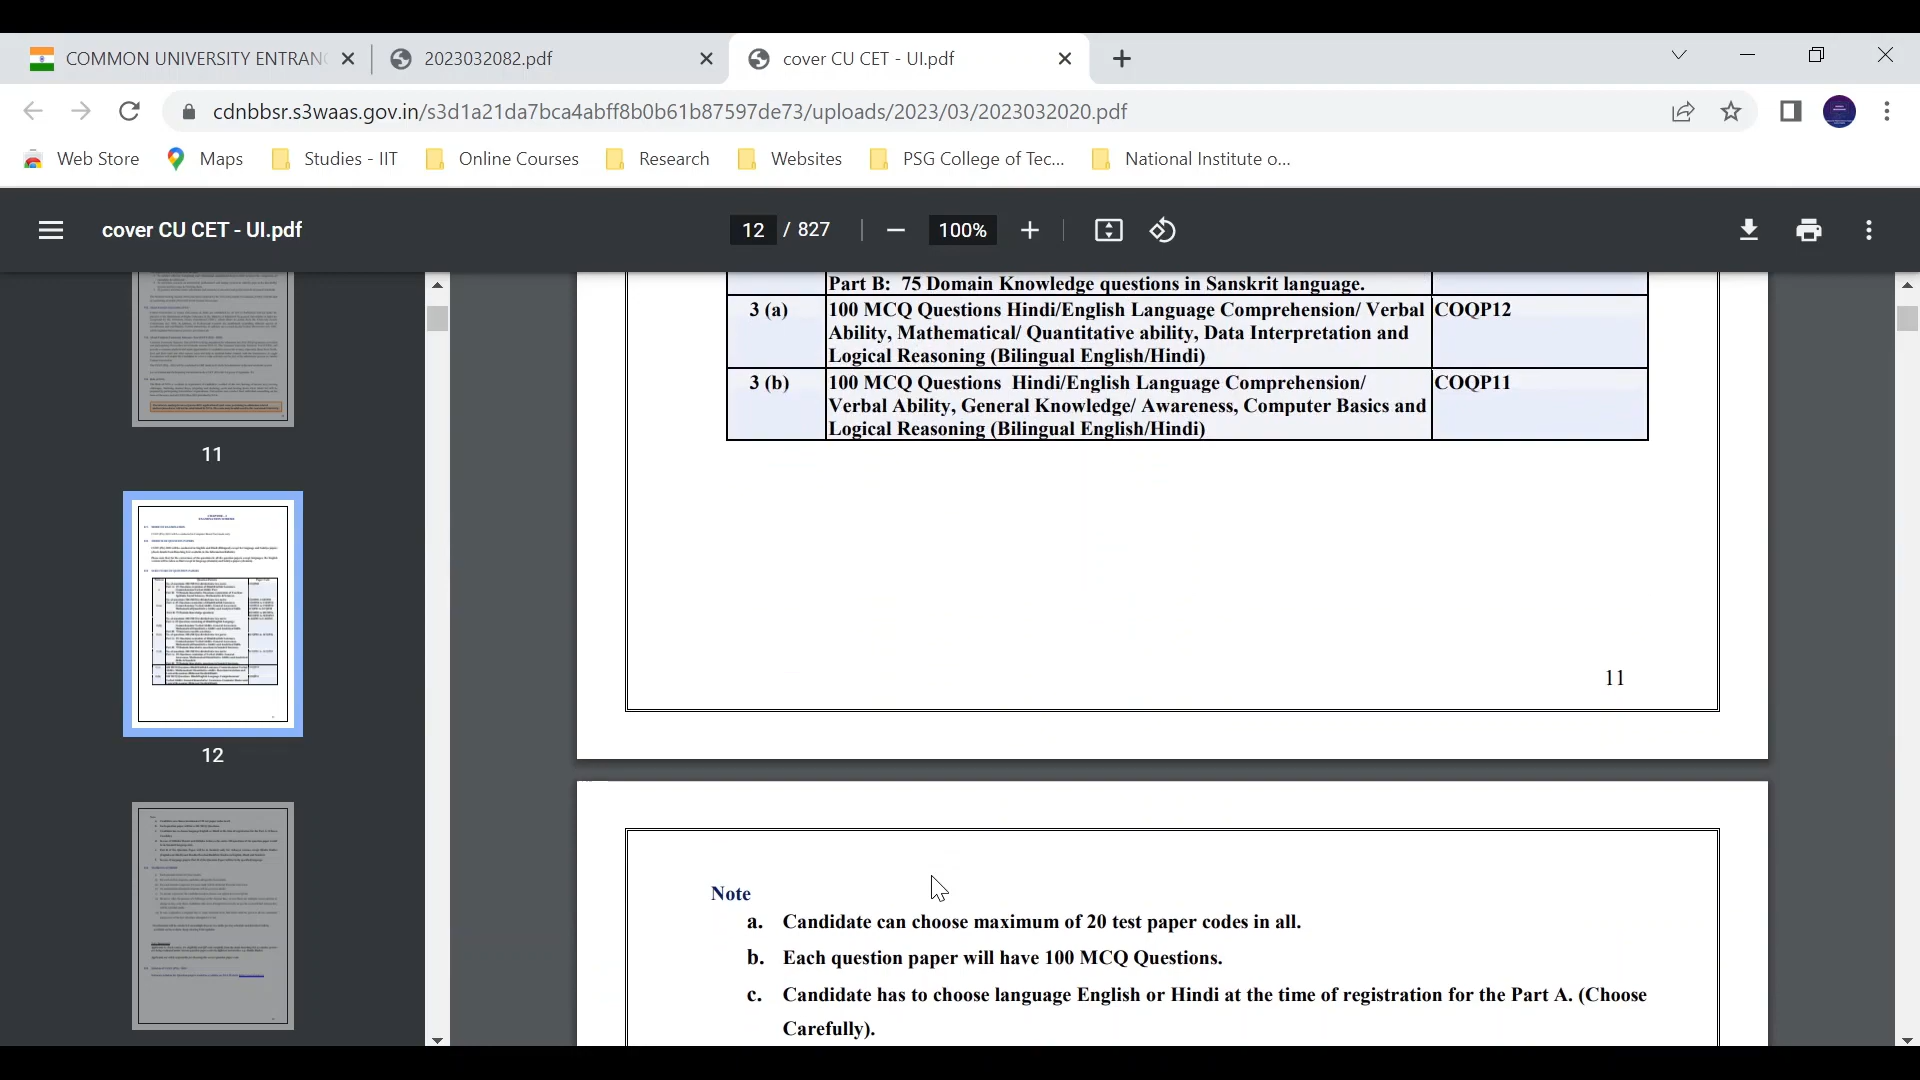 COMMON UNIVERSITY ENTRAN
2023032082.pdf
cover CU CET - UI.pdf
cdnbbsr.s3waas.gov.in/s3d1a21da7bca4abff8b0b61b87597de73/uploads/2023/03/2023032020.pdf
Web Store
Maps
Studies - IIT
Online Courses
Research
Websites
PSG College of Tec...
National Institute o...
cover CU CET - UI.pdf
12 / 827
100%
11
12
Part B: 75 Domain Knowledge questions in Sanskrit language.
3 (a)
100 MCQ Questions Hindi/English Language Comprehension/ Verbal
Ability, Mathematical/ Quantitative ability, Data Interpretation and
Logical Reasoning (Bilingual English/Hindi)
COQP12
3 (b)
100 MCQ Questions Hindi/English Language Comprehension/
Verbal Ability, General Knowledge/ Awareness, Computer Basics and
Logical Reasoning (Bilingual English/Hindi)
COQP11
11
Note
a. Candidate can choose maximum of 20 test paper codes in all.
b. Each question paper will have 100 MCQ Questions.
c. Candidate has to choose language English or Hindi at the time of registration for the Part A. (Choose
Carefully).